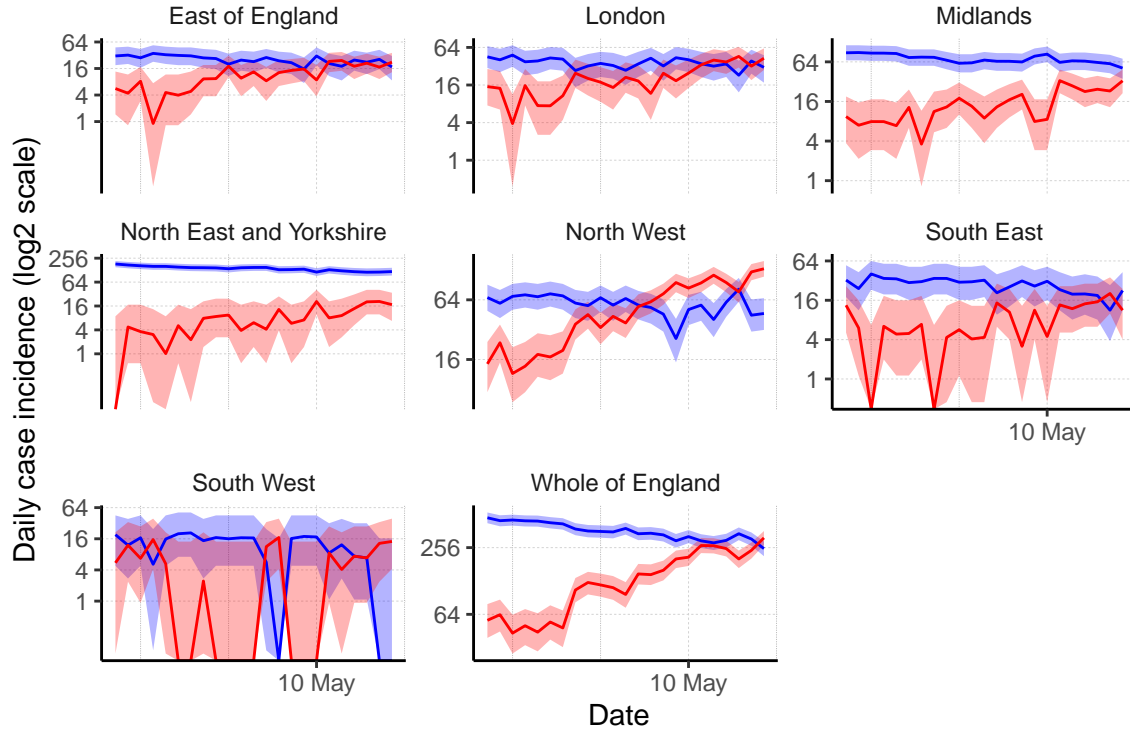 East of England
London
Midlands
64
16
4
1
64
16
4
1
64
16
4
1
North East and Yorkshire
North West
South East
256
64
16
4
1
64
16
64
16
4
1
10 May
South West
Whole of England
64
16
4
1
256
64
10 May
10 May
Date
Daily case incidence (log2 scale)